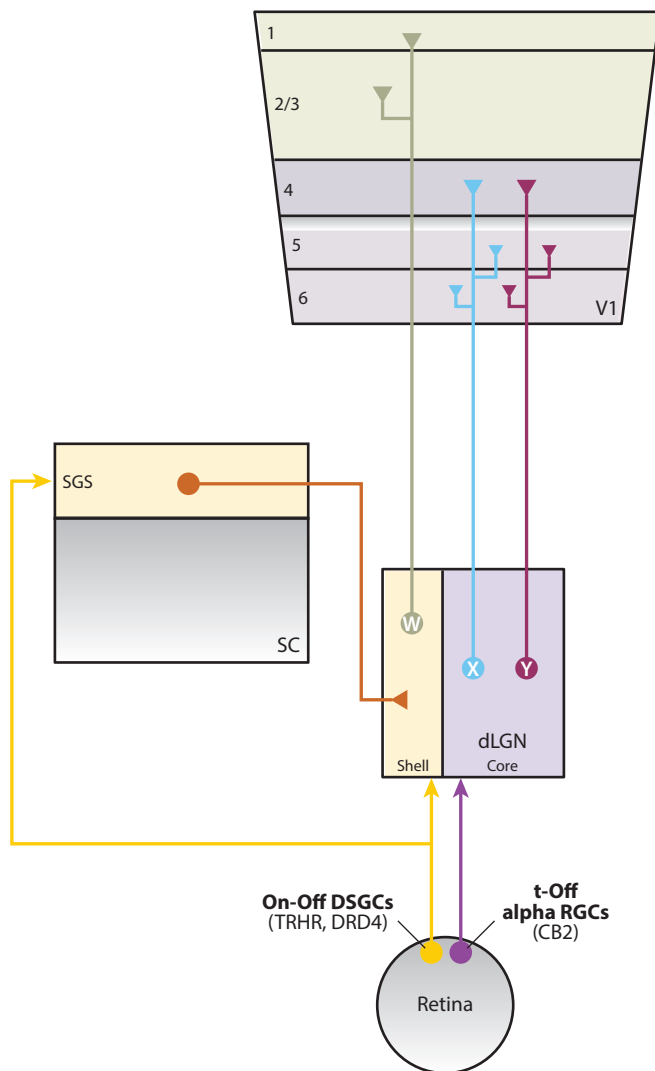 1
2/3
4
5
6
V1
SGS
SC
W
X
Y
dLGN
Shell
Core
On-Off DSGCs
(TRHR, DRD4)
t-Off
alpha RGCs
(CB2)
Retina